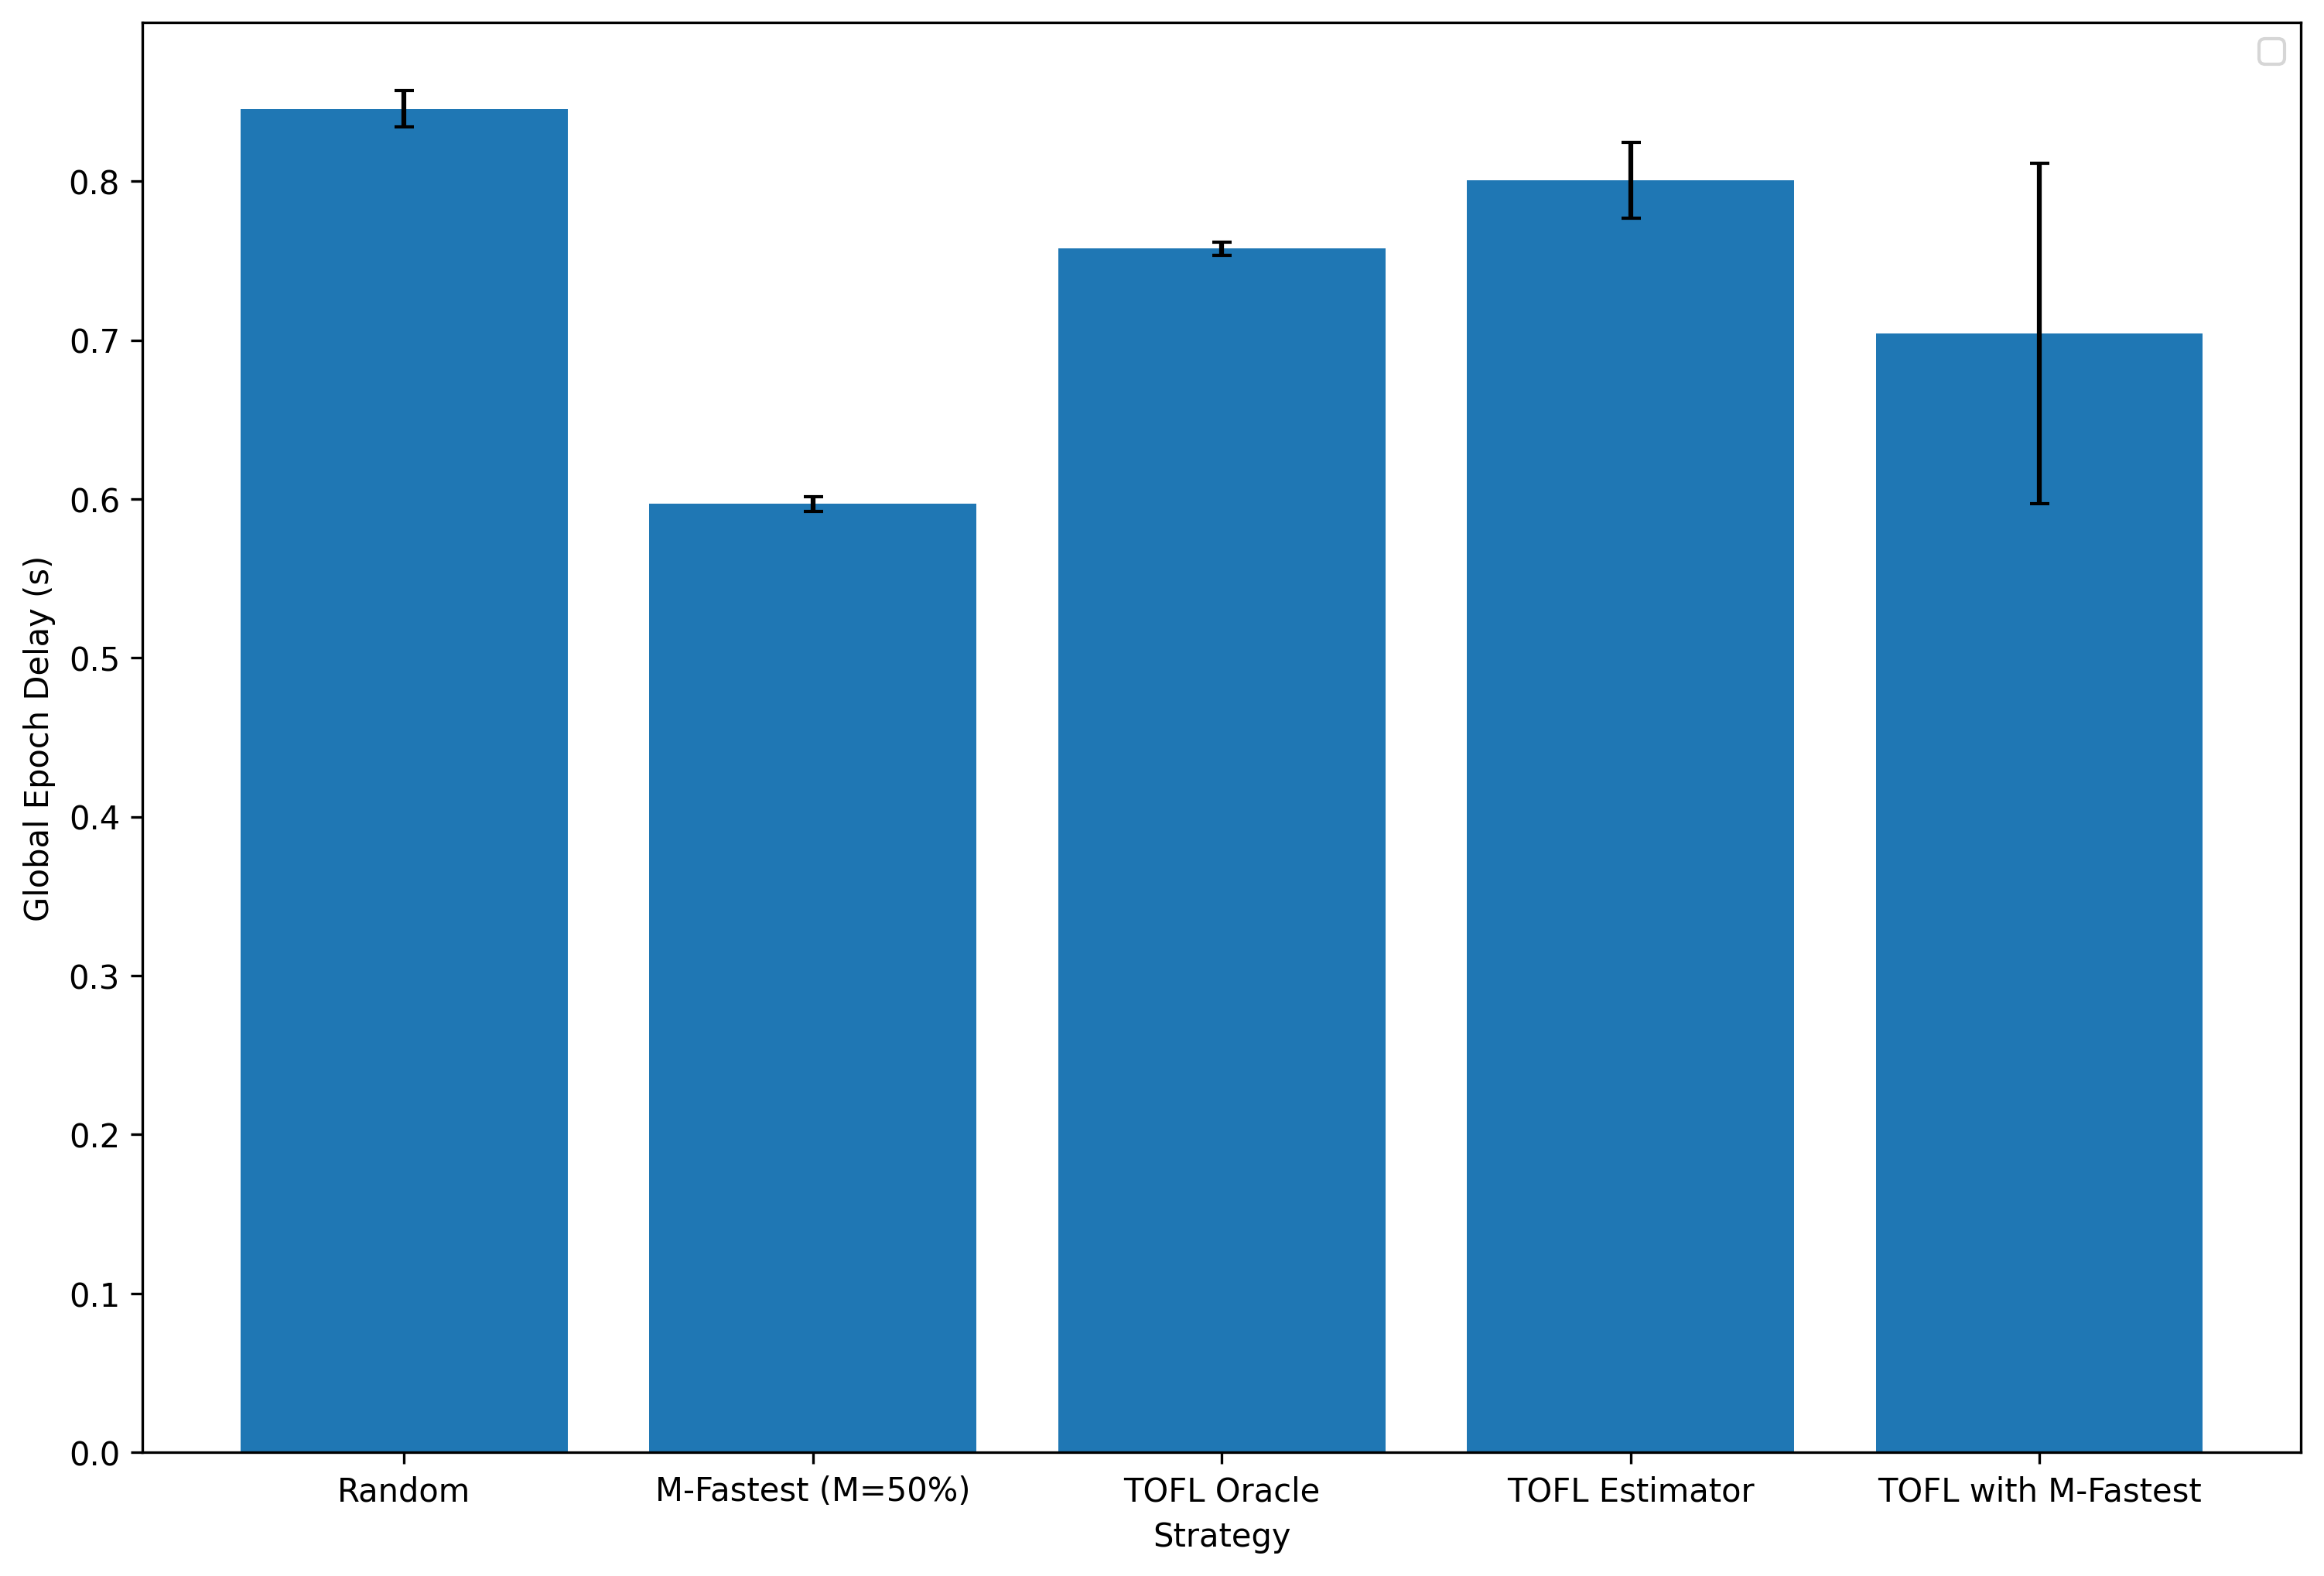 Global Epoch Delay (s)
0.8
0.7
0.6
0.5
0.4
0.3
0.2
0.1
0.0
Random
M-Fastest (M=50%)
TOFL Oracle
TOFL Estimator
TOFL with M-Fastest
Strategy